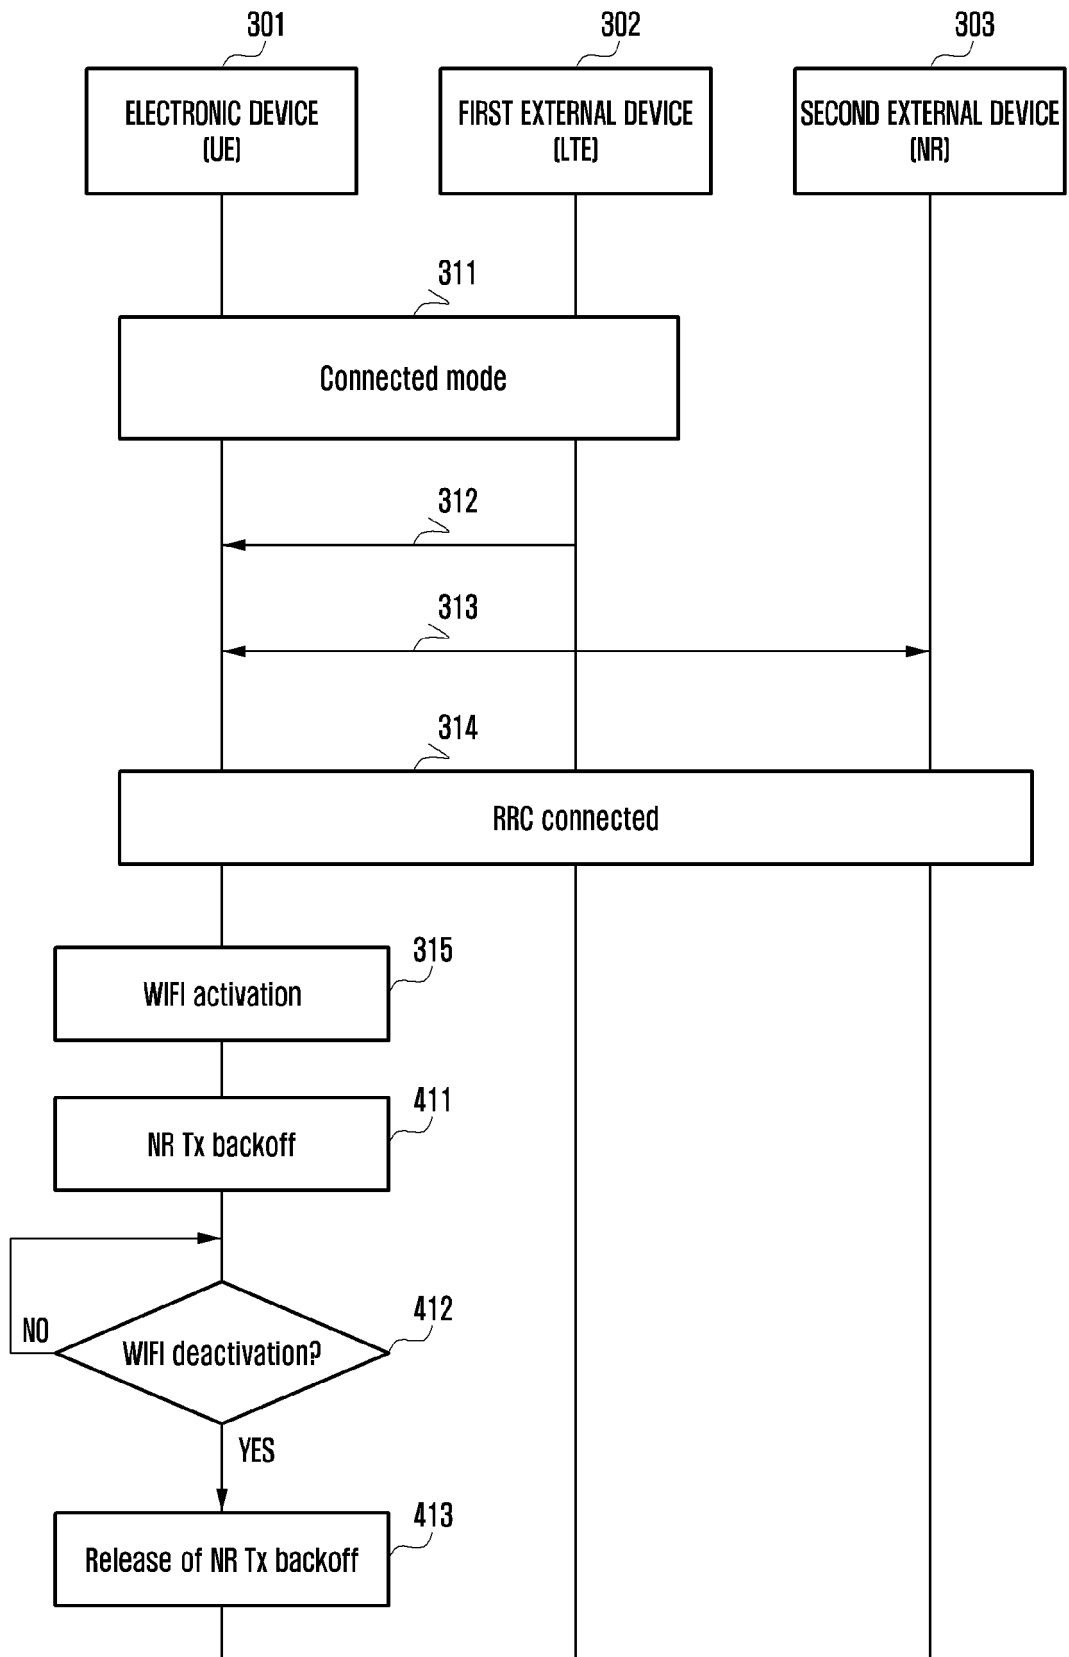 301
302
303
ELECTRONIC DEVICE
(UE)
FIRST EXTERNAL DEVICE
(LTE)
SECOND EXTERNAL DEVICE
(NR)
311
Connected mode
312
313
314
RRC connected
315
WIFI activation
411
NR Tx backoff
412
NO
WIFI deactivation?
YES
413
Release of NR Tx backoff